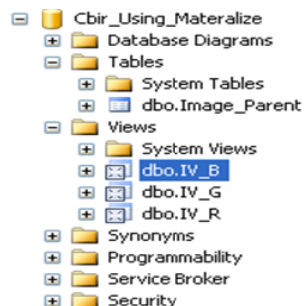 Cbir_Using_Materalize
Database Diagrams
Tables
System Tables
dbo.Image_Parent
Views
System Views
dbo.IV_B
dbo.IV_G
dbo.IV_R
Synonyms
Programmability
Service Broker
Security